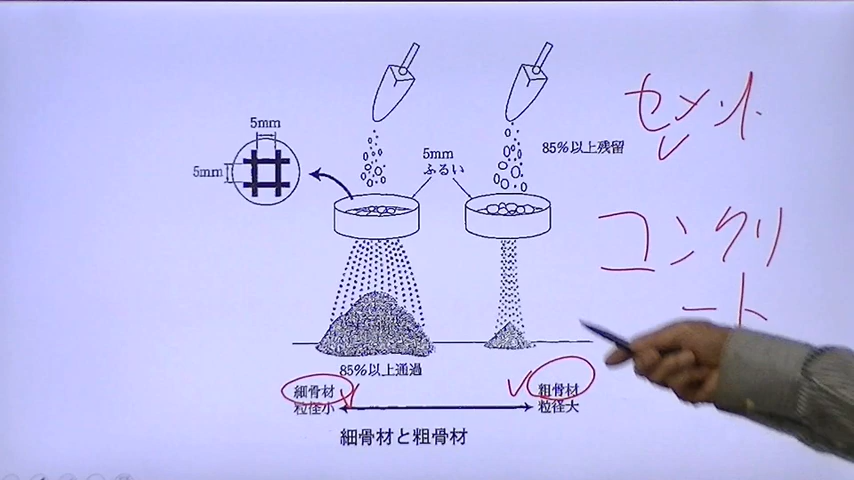 5mm
5mm
5mm
ふるい
85%以上残留
85%以上通過
細骨材
粒径小
粗骨材
粒径大
細骨材と粗骨材
セメント
コンクリ
ート